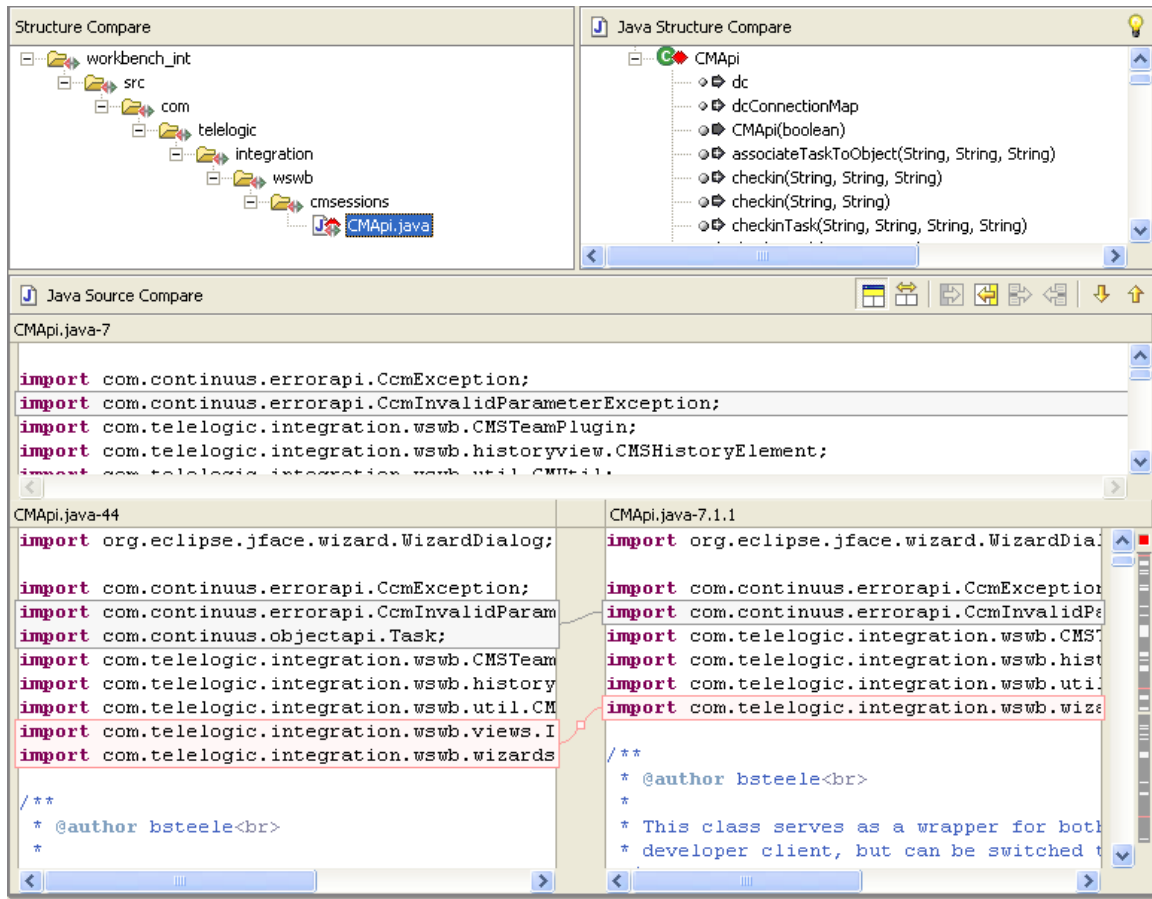 Structure Compare
workbench_int
src
com
telelogic
integration
wswb
cmsessions
CMApi.java
Java Structure Compare
CMApi
dc
dcConnectionMap
CMApi(boolean)
associateTaskToObject(String, String, String)
checkin(String, String, String)
checkin(String, String)
checkinTask(String, String, String, String)
Java Source Compare
CMApi.java-7
import com.continuus.errorapi.CcmException;
import com.continuus.errorapi.CcmInvalidParameterException;
import com.telelogic.integration.wswb.CMSTeamPlugin;
import com.telelogic.integration.wswb.historyview.CMSHistoryElement;
import com.telelogic.integration.wswb.util.CMUtil;
CMApi.java-44
import org.eclipse.jface.wizard.WizardDialog;
import com.continuus.errorapi.CcmException;
import com.continuus.errorapi.CcmInvalidParam
import com.continuus.objectapi.Task;
import com.telelogic.integration.wswb.CMSTeam
import com.telelogic.integration.wswb.history
import com.telelogic.integration.wswb.util.CM
import com.telelogic.integration.wswb.views.I
import com.telelogic.integration.wswb.wizards
/**
* @author bsteele<br>
*
CMApi.java-7.1.1
import org.eclipse.jface.wizard.WizardDial
import com.continuus.errorapi.CcmException
import com.continuus.errorapi.CcmInvalidPa
import com.telelogic.integration.wswb.CMST
import com.telelogic.integration.wswb.hist
import com.telelogic.integration.wswb.util
import com.telelogic.integration.wswb.wiza
/**
* @author bsteele<br>
*
* This class serves as a wrapper for both
* developer client, but can be switched t